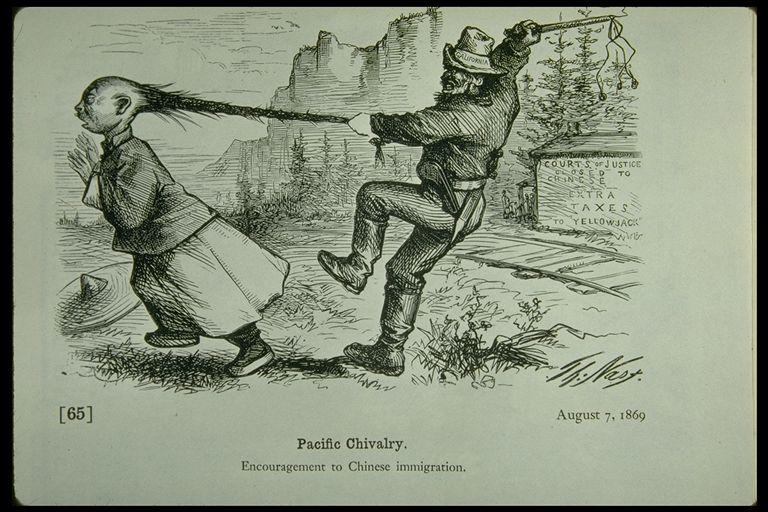 CALIFORNIA
COURTS OF JUSTICE
CLOSED TO
CHINESE
EXTRA
TAXES
TO "YELLOWJACK"
Th: Nast.
[65]
August 7, 1869
Pacific Chivalry.
Encouragement to Chinese immigration.